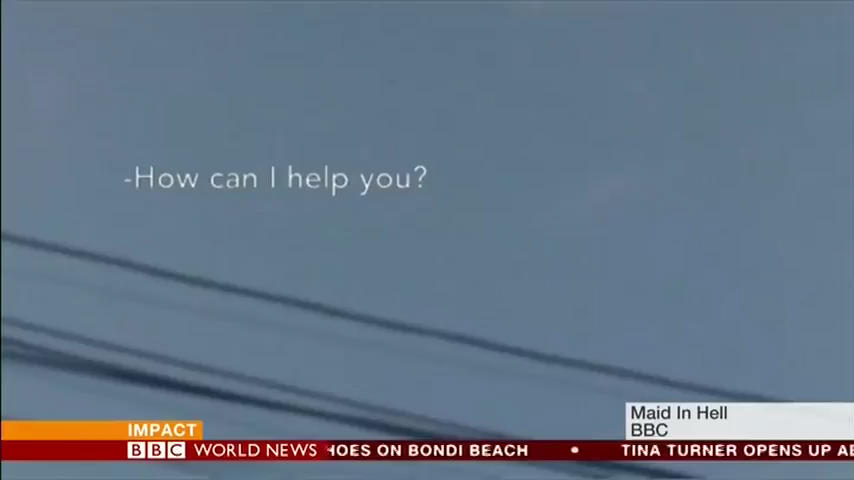 -How can I help you?
Maid In Hell
BBC
IMPACT
BBC WORLD NEWS HOES ON BONDI BEACH • TINA TURNER OPENS UP